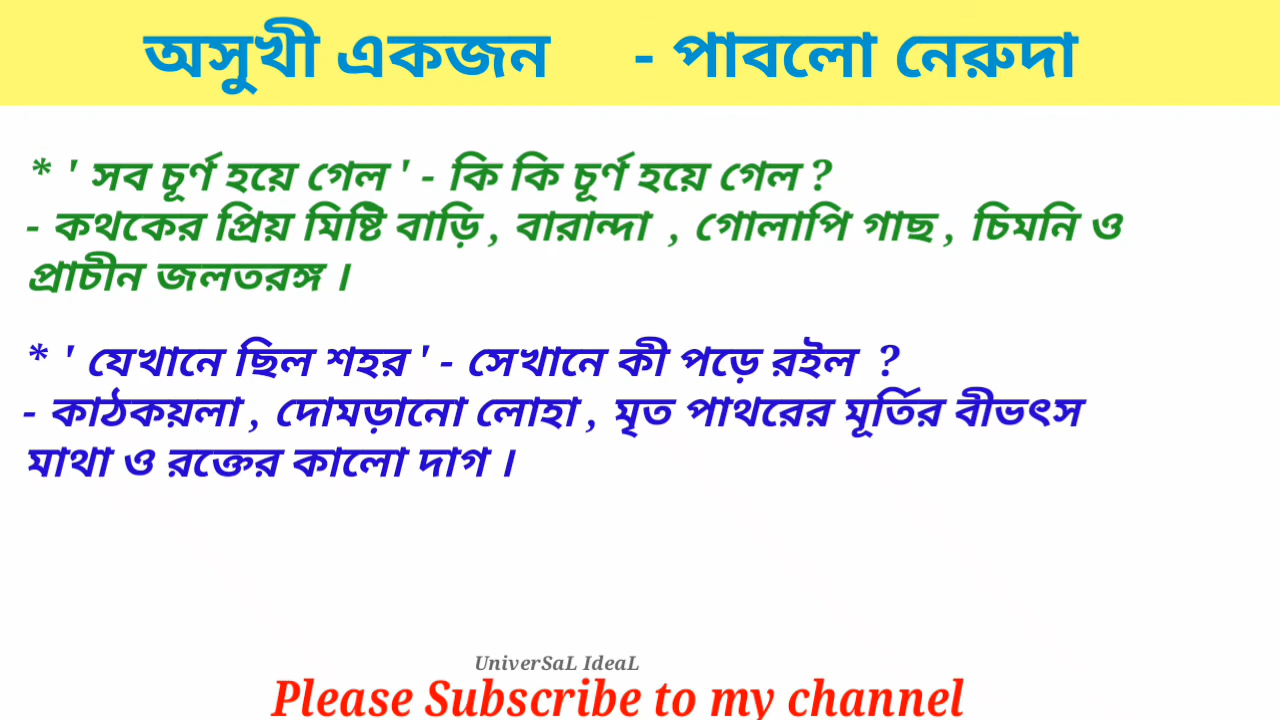 অসুখী একজন - পাবলো নেরুদা
* ' সব চূর্ণ হয়ে গেল ' - কি কি চূর্ণ হয়ে গেল ?
- কথকের প্রিয় মিষ্টি বাড়ি , বারান্দা , গোলাপি গাছ , চিমনি ও
প্রাচীন জলতরঙ্গ ।
* ' যেখানে ছিল শহর ' - সেখানে কী পড়ে রইল ?
- কাঠকয়লা , দোমড়ানো লোহা , মৃত পাথরের মূর্তির বীভৎস
মাথা ও রক্তের কালো দাগ ।
UniverSaL IdeaL
Please Subscribe to my channel